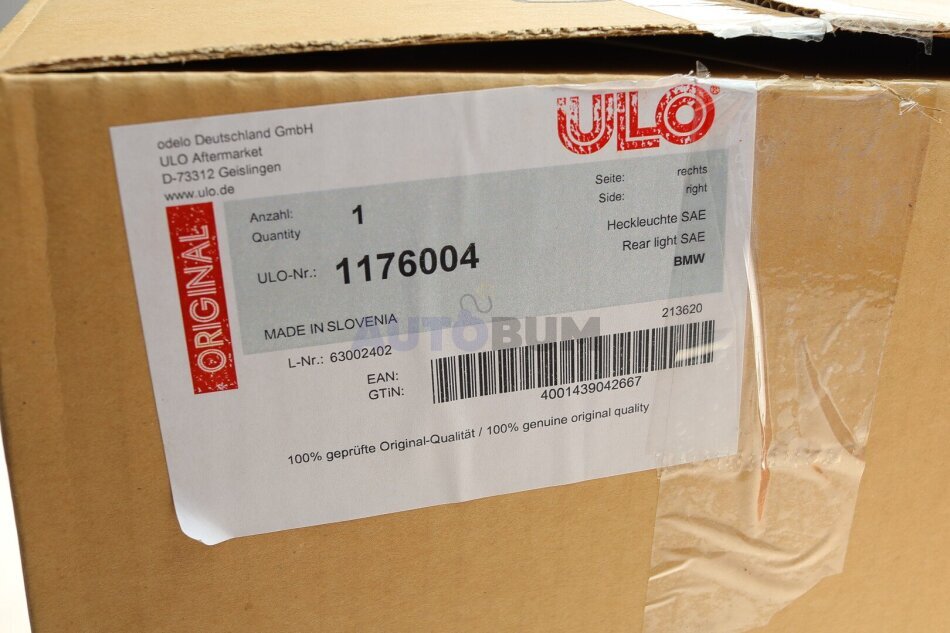 odelo Deutschland GmbH
ULO Aftermarket
D-73312 Geislingen
www.ulo.de
ULO®
ORIGINAL
Anzahl: 1
Quantity
Seite: rechts
Side: right
Heckleuchte SAE
Rear light SAE
BMW
ULO-Nr.: 1176004
MADE IN SLOVENIA
213620
AUTOBUM
L-Nr.: 63002402
EAN:
GTiN:
4001439042667
100% geprüfte Original-Qualität / 100% genuine original quality